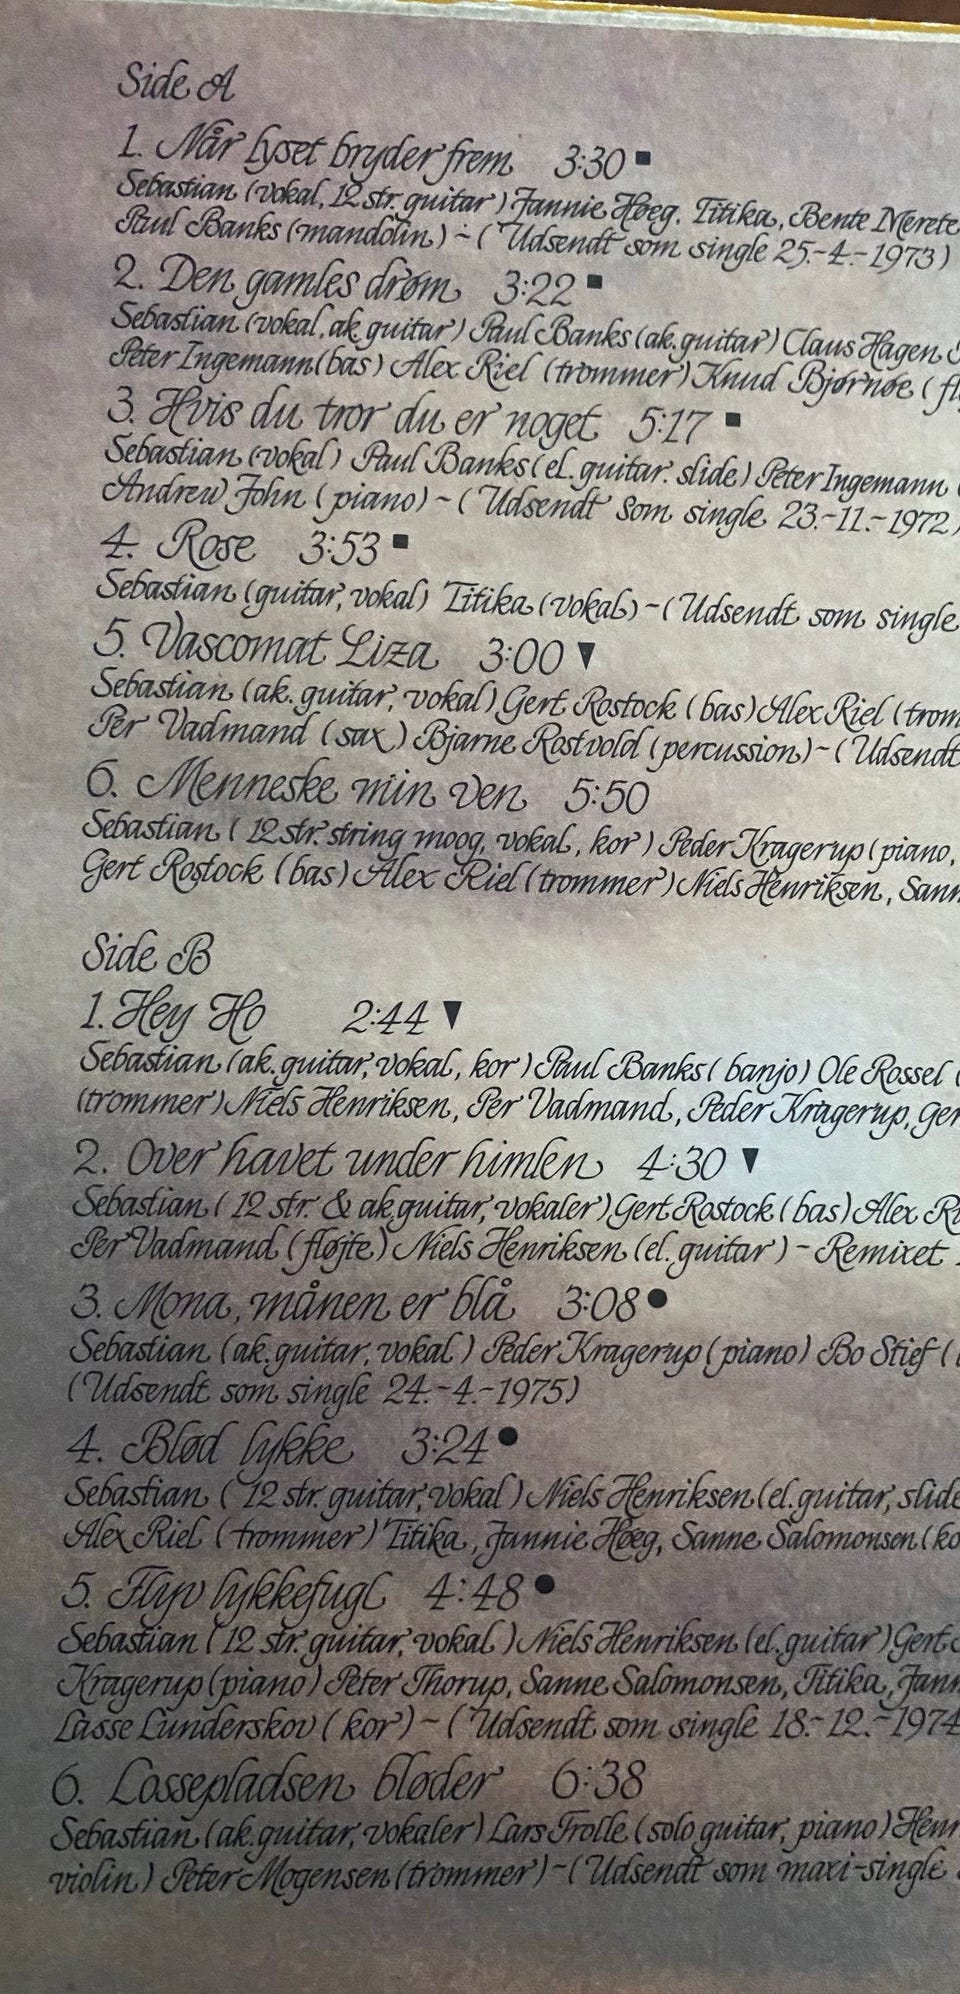 Side A
1. Når lyset bryder frem 3:30 ■
Sebastian (vokal, 12 str. guitar) Jannie Høeg, Titika, Bente Merete
Paul Banks (mandolin) ~ (Udsendt som single 25.-4.-1973)
2. Den gamles drøm 3:22 ■
Sebastian (vokal, ak. guitar) Paul Banks (ak. guitar) Claus Hagen
Peter Ingemann (bas) Alex Riel (trommer) Knud Bjørnøe (
3. Hvis du tror du er noget 5:17 ■
Sebastian (vokal) Paul Banks (el. guitar. slide) Peter Ingemann
Andrew John (piano) ~ (Udsendt som single 23.-11.-1972)
4. Rose 3:53 ■
Sebastian (guitar, vokal) Titika (vokal) ~ (Udsendt som single
5. Vascomat Liza 3:00 ▼
Sebastian (ak. guitar, vokal) Gert Rostock (bas) Alex Riel (trom
Per Vadmand (sax) Bjarne Rostvold (percussion) ~ (Udsendt
6. Menneske min ven 5:50
Sebastian (12 str. string moog, vokal, kor) Peder Kragerup (piano,
Gert Rostock (bas) Alex Riel (trommer) Niels Henriksen, Sann
Side B
1. Hey Ho 2:44 ▼
Sebastian (ak. guitar, vokal, kor) Paul Banks (banjo) Ole Rossel (
(trommer) Niels Henriksen, Per Vadmand, Peder Kragerup, Ger
2. Over havet under himlen 4:30 ▼
Sebastian (12 str. & ak. guitar, vokaler) Gert Rostock (bas) Alex Ri
Per Vadmand (fløjte) Niels Henriksen (el. guitar) ~ Remixet
3. Mona, månen er blå 3:08 ●
Sebastian (ak. guitar, vokal) Peder Kragerup (piano) Bo Stief (
(Udsendt som single 24.-4.-1975)
4. Blød lykke 3:24 ●
Sebastian (12 str. guitar, vokal) Niels Henriksen (el. guitar, slide
Alex Riel (trommer) Titika, Jannie Høeg, Sanne Salomonsen (ko
5. Flyv lykkefugl 4:48 ●
Sebastian (12 str. guitar, vokal) Niels Henriksen (el. guitar) Gert
Kragerup (piano) Peter Thorup, Sanne Salomonsen, Titika, Jann
Lasse Lunderskov (kor) ~ (Udsendt som single 18.-12.-1974
6. Lossepladsen bløder 6:38
Sebastian (ak. guitar, vokaler) Lars Trolle (solo guitar, piano) Henr
violin) Peter Mogensen (trommer) ~ (Udsendt som maxi-single